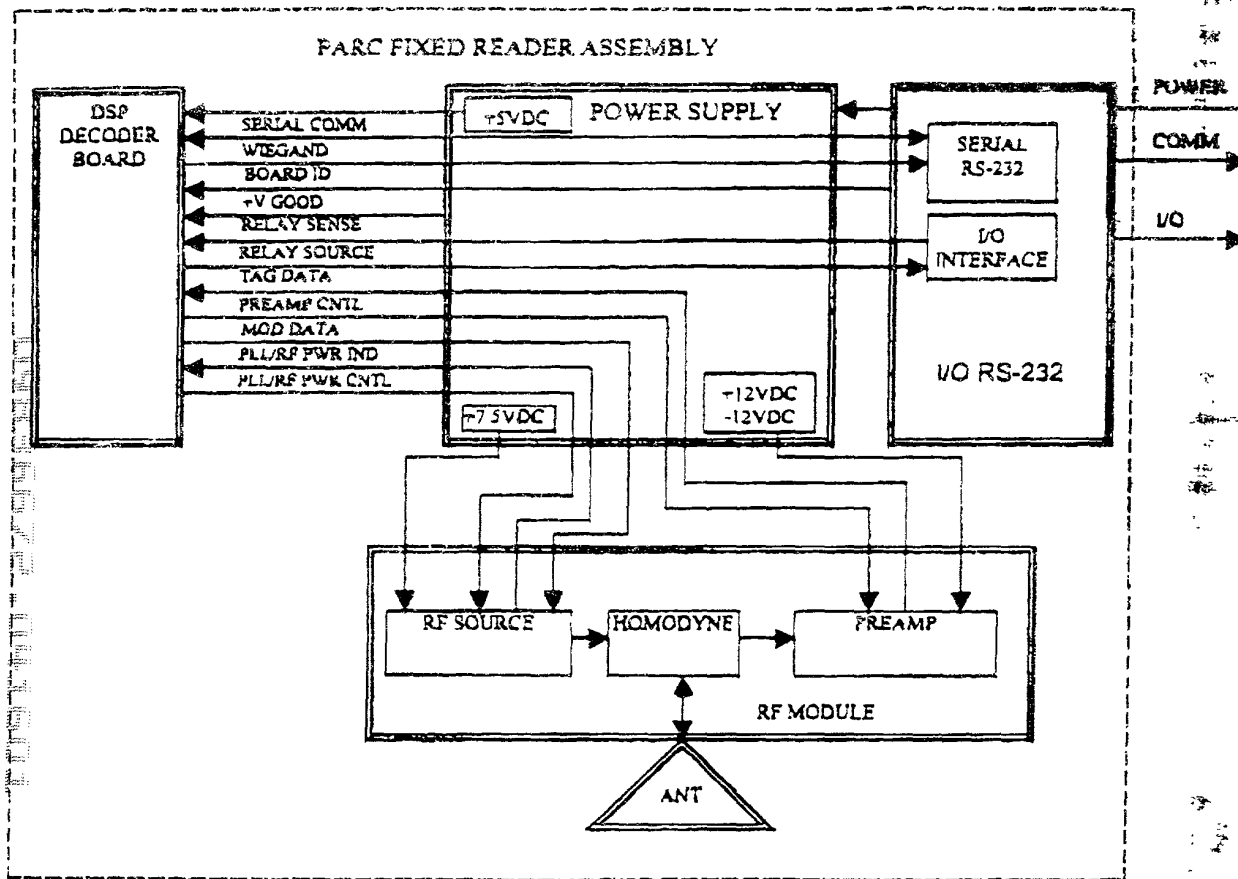 PARC FIXED READER ASSEMBLY
DSP
DECODER
BOARD
+5VDC
POWER SUPPLY
POWER
SERIAL COMM
WIEGAND
BOARD ID
+V GOOD
RELAY SENSE
RELAY SOURCE
TAG DATA
PREAMP CNTL
MOD DATA
PLL/RF PWR IND
PLL/RF PWR CNTL
SERIAL
RS-232
COMM
I/O
INTERFACE
I/O
I/O RS-232
+7.5VDC
+12VDC
-12VDC
RF SOURCE
HOMODYNE
PREAMP
RF MODULE
ANT